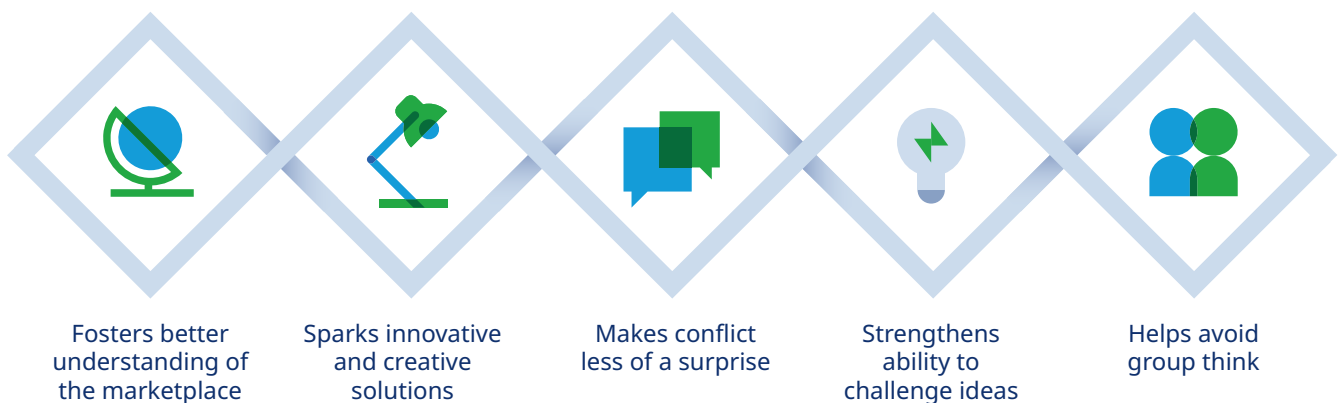 Fosters better
understanding of
the marketplace
Sparks innovative
and creative
solutions
Makes conflict
less of a surprise
Strengthens
ability to
challenge ideas
Helps avoid
group think